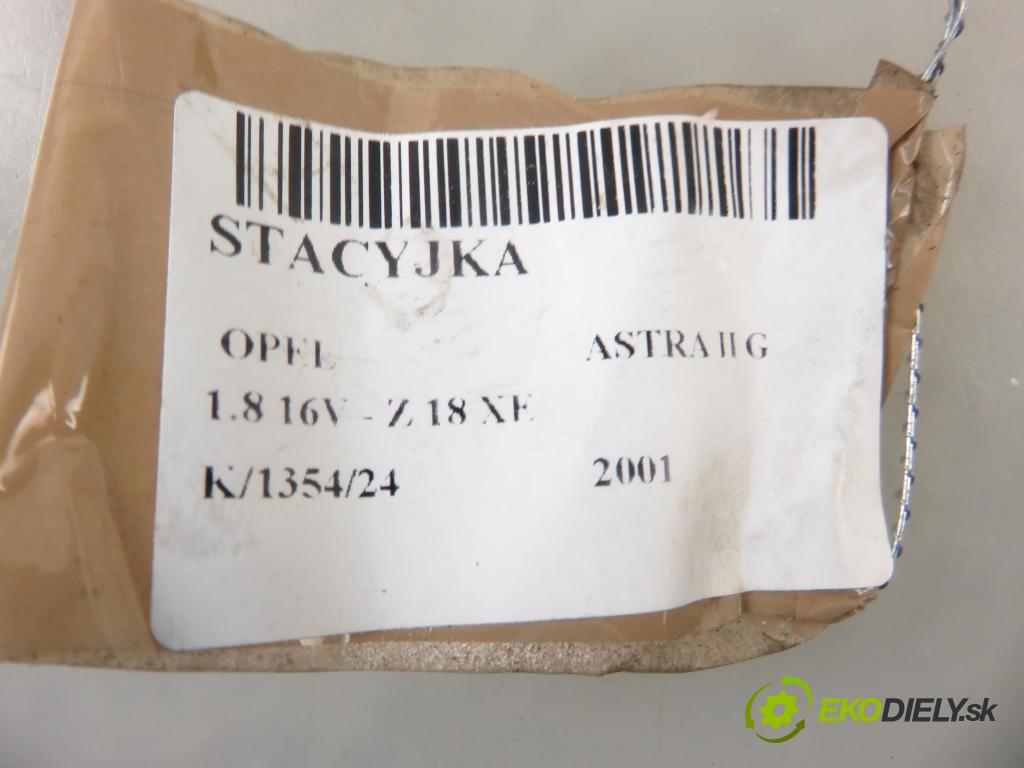 STACYJKA
OPEL ASTRA II G
1.8 16V - Z 18 XE
K/1354/24 2001
EKODIELY.sk